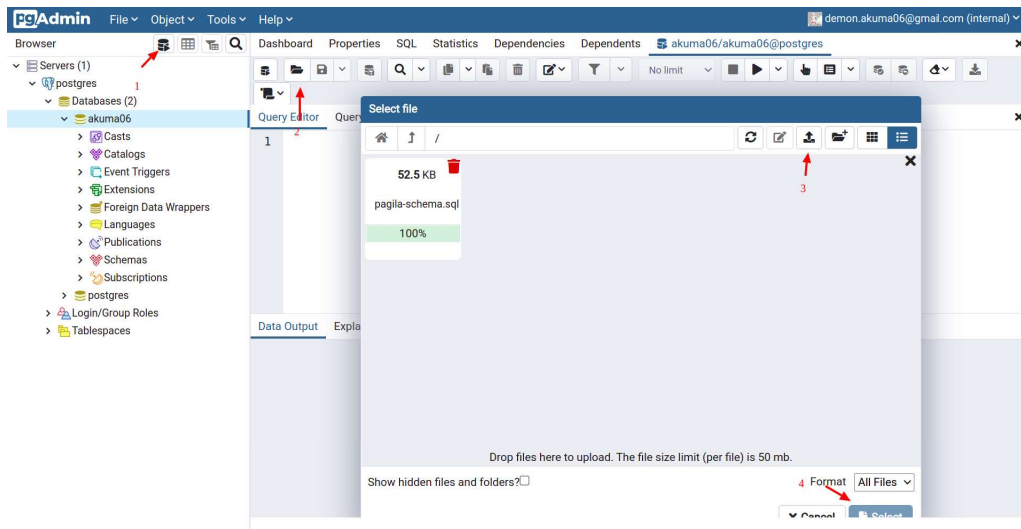 pgAdmin File Object Tools Help demon.akuma06@gmail.com (internal)
Browser Dashboard Properties SQL Statistics Dependencies Dependents akuma06/akuma06@postgres
1
Servers (1)
postgres
Databases (2)
akuma06
Casts
Catalogs
Event Triggers
Extensions
Foreign Data Wrappers
Languages
Publications
Schemas
Subscriptions
postgres
Login/Group Roles
Tablespaces
No limit
2
Query Editor Query
1
Select file
/
3
52.5 KB
pagila-schema.sql
100%
Data Output Expla
Drop files here to upload. The file size limit (per file) is 50 mb.
Show hidden files and folders? 4 Format All Files
Cancel Select